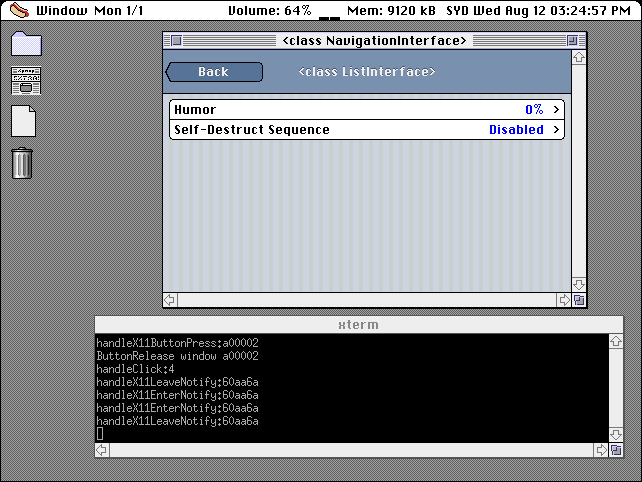 Window Mon 1/1 Volume: 64% Mem: 9120 kB SYD Wed Aug 12 03:24:57 PM
<class NavigationInterface>
Back <class ListInterface>
Humor 0% >
Self-Destruct Sequence Disabled >
xterm
handleX11ButtonPress:a00002
ButtonRelease window a00002
handleClick:4
handleX11LeaveNotify:60aa6a
handleX11EnterNotify:60aa6a
handleX11EnterNotify:60aa6a
handleX11LeaveNotify:60aa6a